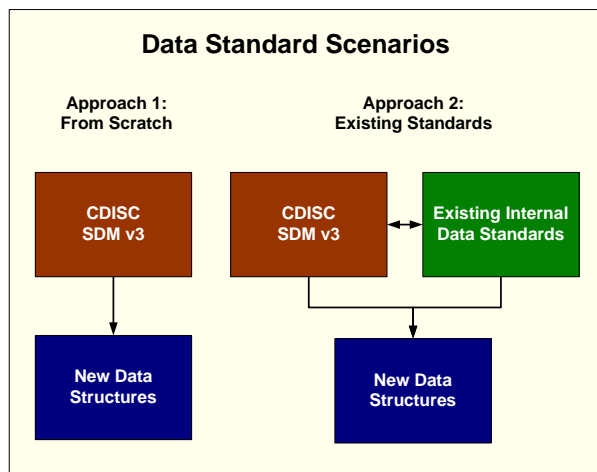 Data Standard Scenarios
Approach 1:
From Scratch
Approach 2:
Existing Standards
CDISC
SDM v3
CDISC
SDM v3
Existing Internal
Data Standards
New Data
Structures
New Data
Structures